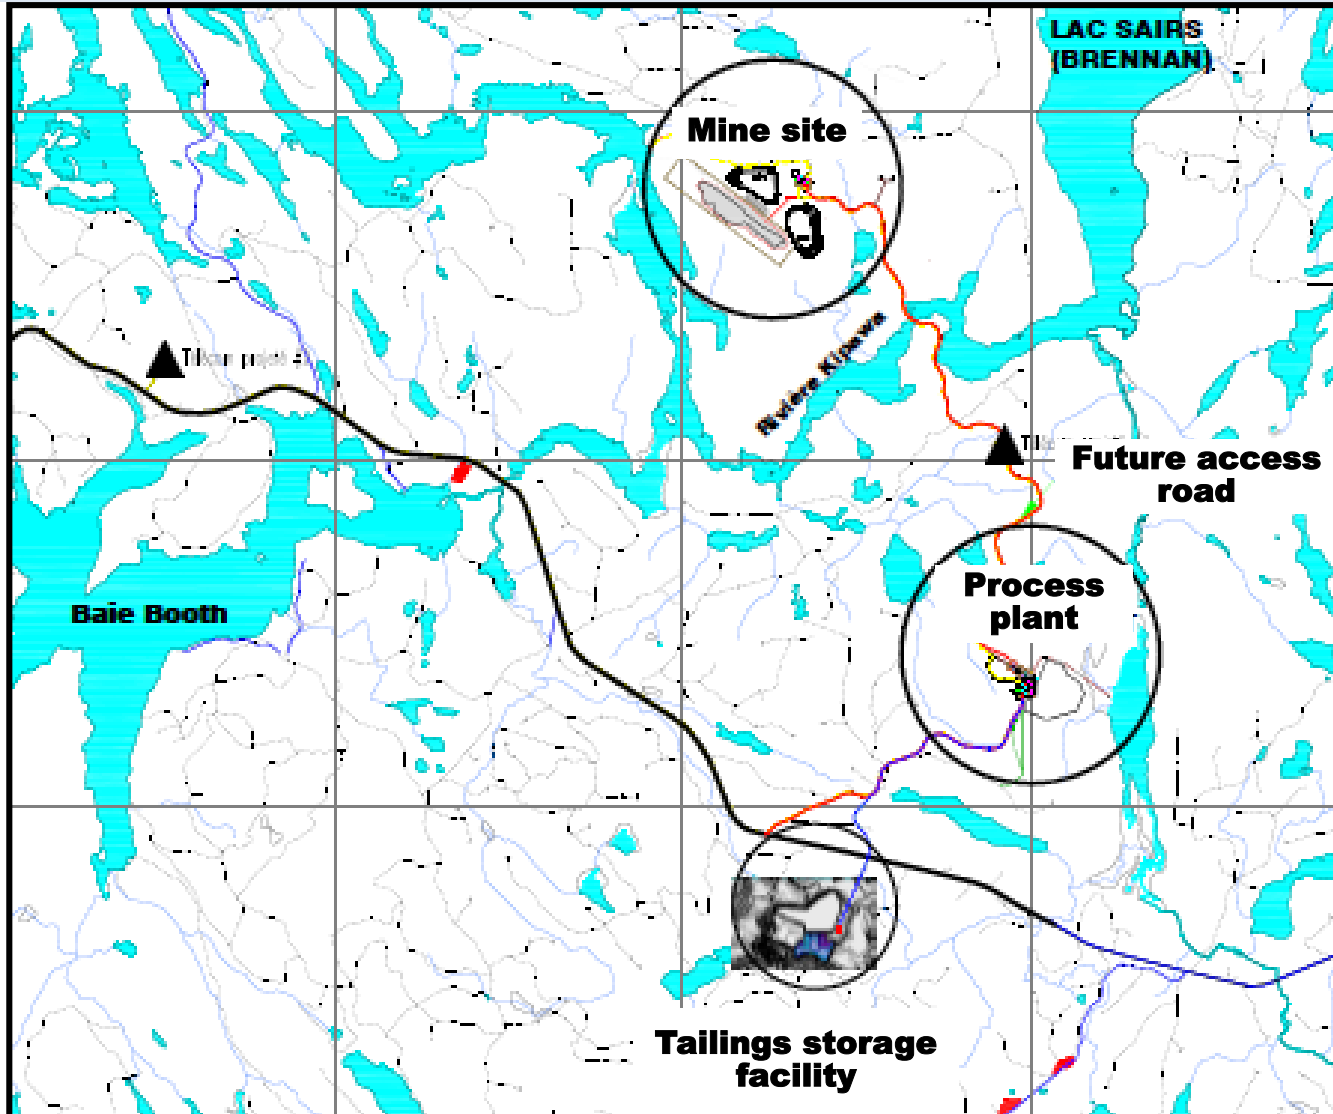 LAC SAIRS
(BRENNAN)
Mine site
Rivière Kipawa
Future access
road
Process
plant
Baie Booth
Tailings storage
facility